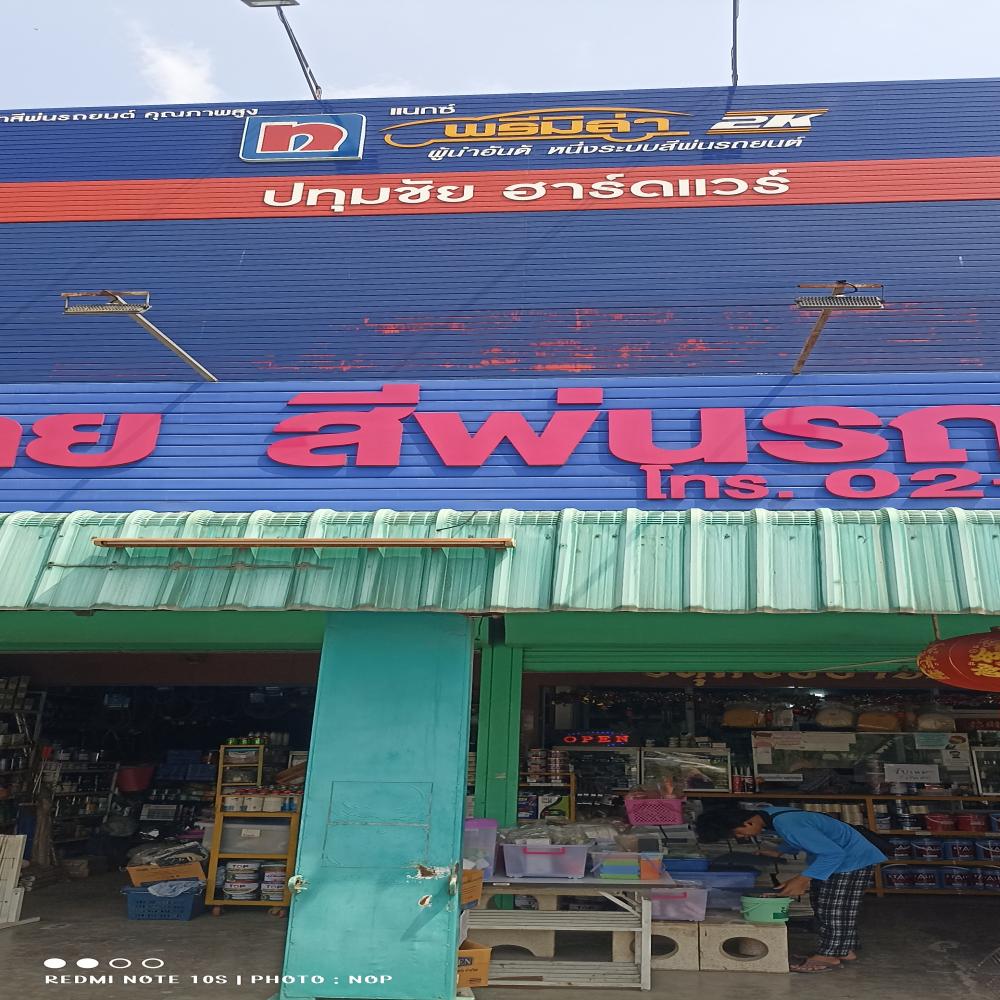 สีพ่นรถยนต์ คุณภาพสูง
n
แนกซ์
พรีมิล่า 2K
ผู้นำอันดับ หนึ่งระบบสีพ่นรถยนต์
ปทุมชัย ฮาร์ดแวร์
าย สีพ่นรถ
โทร. 02-
OPEN
TOP TOP
REDMI NOTE 10S | PHOTO : NOP